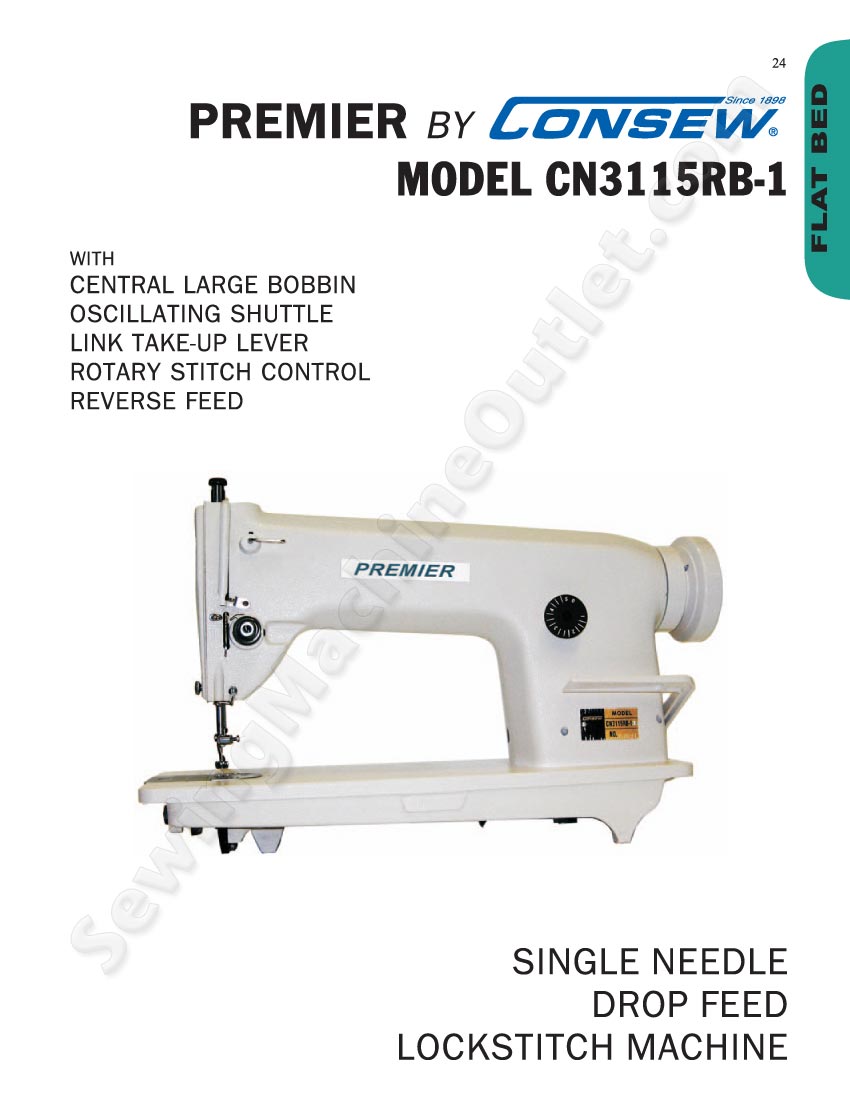 24
FLAT BED
PREMIER BY CONSEW® Since 1898
MODEL CN3115RB-1
WITH
CENTRAL LARGE BOBBIN
OSCILLATING SHUTTLE
LINK TAKE-UP LEVER
ROTARY STITCH CONTROL
REVERSE FEED
PREMIER
CONSEW MODEL
CN3115RB-1
NO.
SewingMachineOutlet.com
SINGLE NEEDLE
DROP FEED
LOCKSTITCH MACHINE